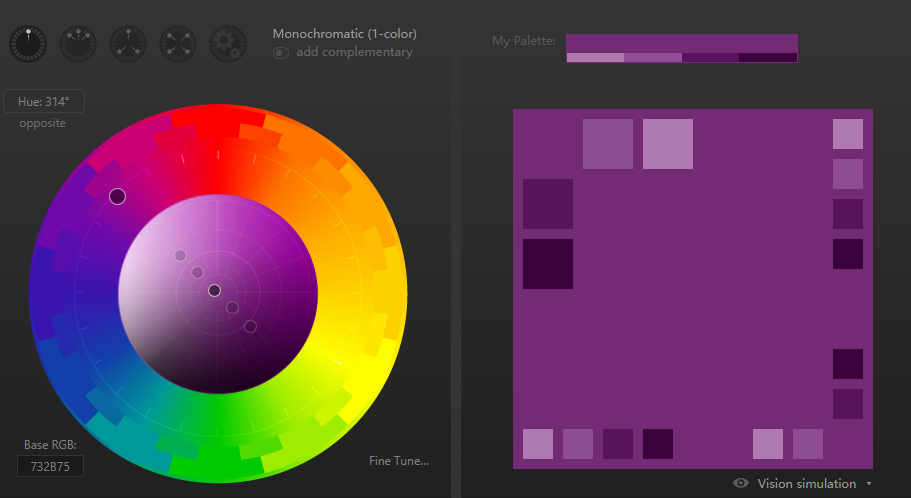 Monochromatic (1-color)
add complementary
My Palette:
Hue: 314°
opposite
Base RGB:
732B75
Fine Tune...
Vision simulation